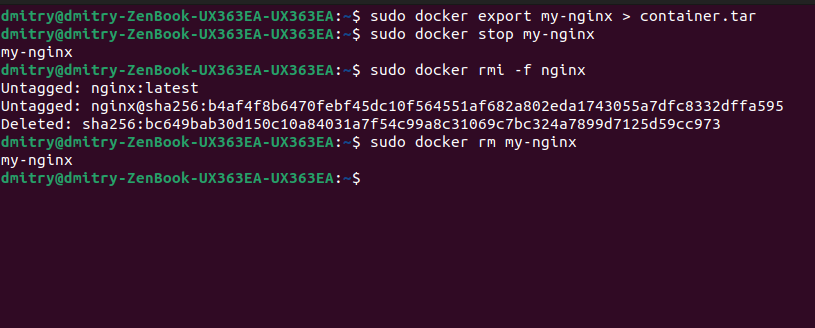 dmitry@dmitry-ZenBook-UX363EA-UX363EA:~$ sudo docker export my-nginx > container.tar
dmitry@dmitry-ZenBook-UX363EA-UX363EA:~$ sudo docker stop my-nginx
my-nginx
dmitry@dmitry-ZenBook-UX363EA-UX363EA:~$ sudo docker rmi -f nginx
Untagged: nginx:latest
Untagged: nginx@sha256:b4af4f8b6470febf45dc10f564551af682a802eda1743055a7dfc8332dffa595
Deleted: sha256:bc649bab30d150c10a84031a7f54c99a8c31069c7bc324a7899d7125d59cc973
dmitry@dmitry-ZenBook-UX363EA-UX363EA:~$ sudo docker rm my-nginx
my-nginx
dmitry@dmitry-ZenBook-UX363EA-UX363EA:~$